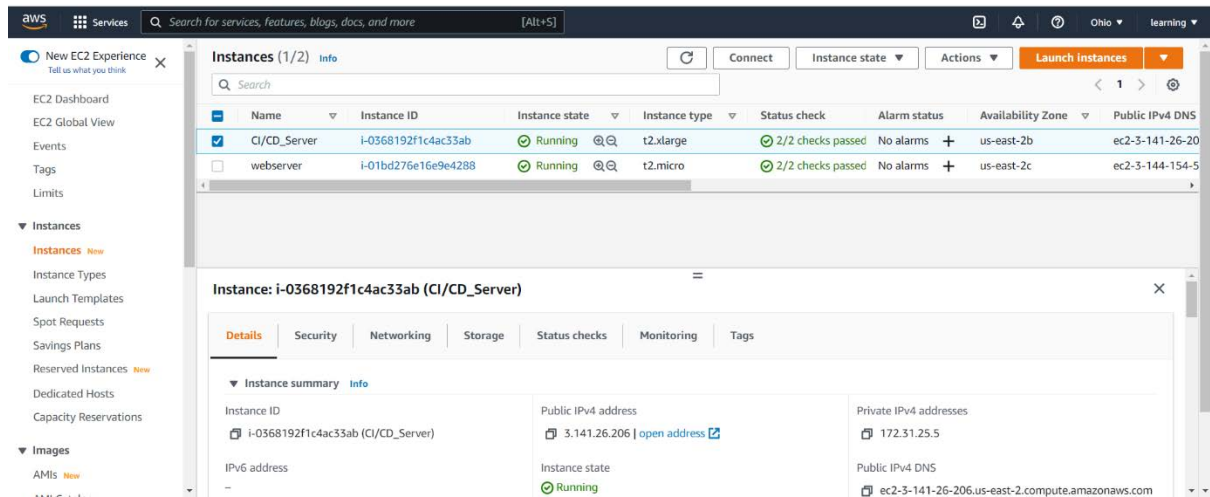 aws Services Search for services, features, blogs, docs, and more [Alt+S] Ohio learning
New EC2 Experience
Tell us what you think
EC2 Dashboard
EC2 Global View
Events
Tags
Limits
Instances
Instances New
Instance Types
Launch Templates
Spot Requests
Savings Plans
Reserved Instances New
Dedicated Hosts
Capacity Reservations
Images
AMIs New
Instances (1/2) Info Connect Instance state Actions Launch instances
Search 1
Name Instance ID Instance state Instance type Status check Alarm status Availability Zone Public IPv4 DNS
CI/CD_Server i-0368192f1c4ac33ab Running t2.xlarge 2/2 checks passed No alarms + us-east-2b ec2-3-141-26-20
webserver i-01bd276e16e9e4288 Running t2.micro 2/2 checks passed No alarms + us-east-2c ec2-3-144-154-5
Instance: i-0368192f1c4ac33ab (CI/CD_Server)
Details Security Networking Storage Status checks Monitoring Tags
Instance summary Info
Instance ID Public IPv4 address Private IPv4 addresses
i-0368192f1c4ac33ab (CI/CD_Server) 3.141.26.206 | open address 172.31.25.5
IPv6 address Instance state Public IPv4 DNS
– Running ec2-3-141-26-206.us-east-2.compute.amazonaws.com